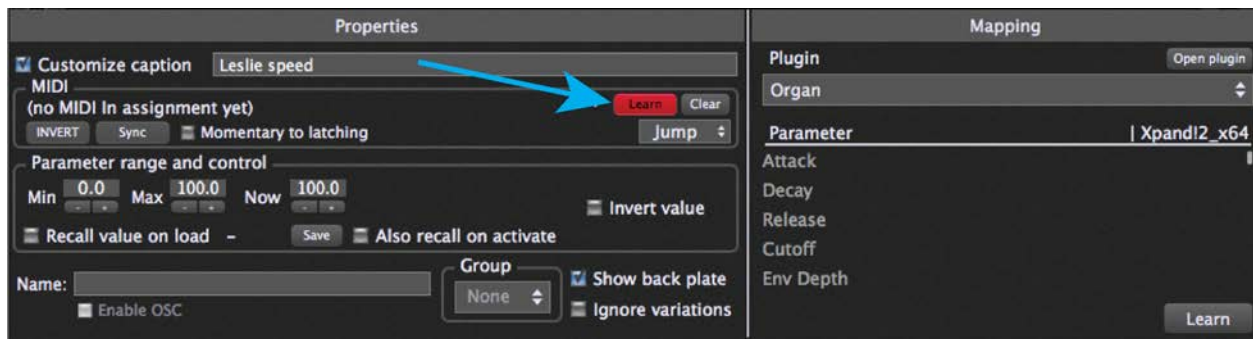 Properties
Customize caption Leslie speed
MIDI
(no MIDI In assignment yet) Learn Clear
INVERT Sync Momentary to latching Jump
Parameter range and control
Min 0.0 Max 100.0 Now 100.0
- + - + - + Invert value
Recall value on load – Save Also recall on activate
Group
Name: None Show back plate
Enable OSC Ignore variations
Mapping
Plugin Open plugin
Organ
Parameter | Xpand!2_x64
Attack
Decay
Release
Cutoff
Env Depth
Learn